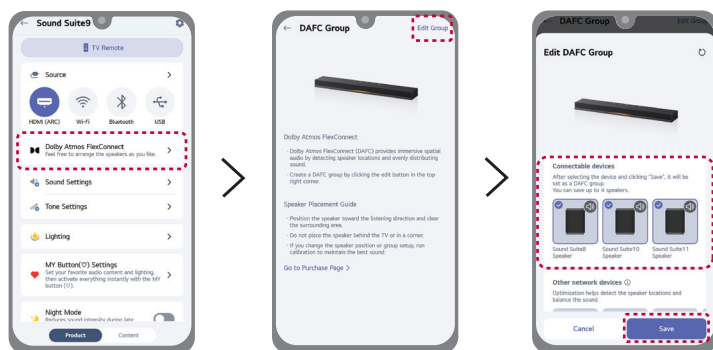 Sound Suite9
TV Remote
Source
HDMI (ARC) Wi-Fi Bluetooth USB
Dolby Atmos FlexConnect
Feel free to arrange the speakers as you like.
Sound Settings
Tone Settings
Lighting
MY Button(♡) Settings
Set your favorite audio content and lighting,
then activate everything instantly with the MY
button (♡).
Night Mode
Reduces sound intensity during late
Product Content
DAFC Group Edit Group
Dolby Atmos FlexConnect
· Dolby Atmos FlexConnect (DAFC) provides immersive spatial
audio by detecting speaker locations and evenly distributing
sound.
· Create a DAFC group by clicking the edit button in the top
right corner.
Speaker Placement Guide
· Position the speaker toward the listening direction and clear
the surrounding area.
· Do not place the speaker behind the TV or in a corner.
· If you change the speaker position or group setup, run
calibration to maintain the best sound.
Go to Purchase Page >
DAFC Group Edit Group
Edit DAFC Group
Connectable devices
After selecting the device and clicking "Save", it will be
set as a DAFC group.
You can save up to 4 speakers.
Sound Suite8 Sound Suite10 Sound Suite11
Speaker Speaker Speaker
Other network devices ⓘ
Optimization helps detect the speaker locations and
balance the sound.
Cancel Save